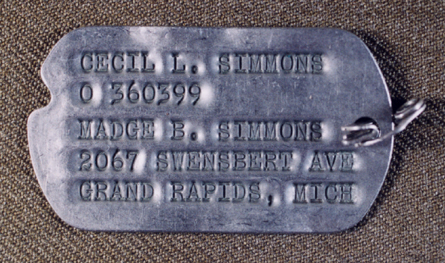 CECIL L. SIMMONS
O 360399
MADGE B. SIMMONS
2067 SWENSBERT AVE
GRAND RAPIDS, MICH